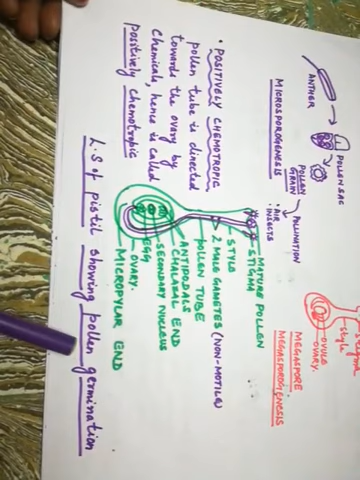 ANTHER
POLLEN SAC
POLLEN
GRAIN
POLLINATION
• AIR
INSECTS
MICROSPOROGENESIS
stigma
style
OVULE
OVARY.
MEGASPORE
MEGASPOROGENESIS
• POSITIVELY CHEMOTROPIC
pollen tube is directed
towards the ovary by
chemicals, hence is called
positively chemotropic
MATURE POLLEN
STIGMA
STYLE
2 MALE GAMETES (NON-MOTILE)
POLLEN TUBE
ANTIPODALS
CHALAZAL END
SECONDARY NUCLEUS
EGG
OVARY.
MICROPYLAR END
L.S of pistil showing pollen germination